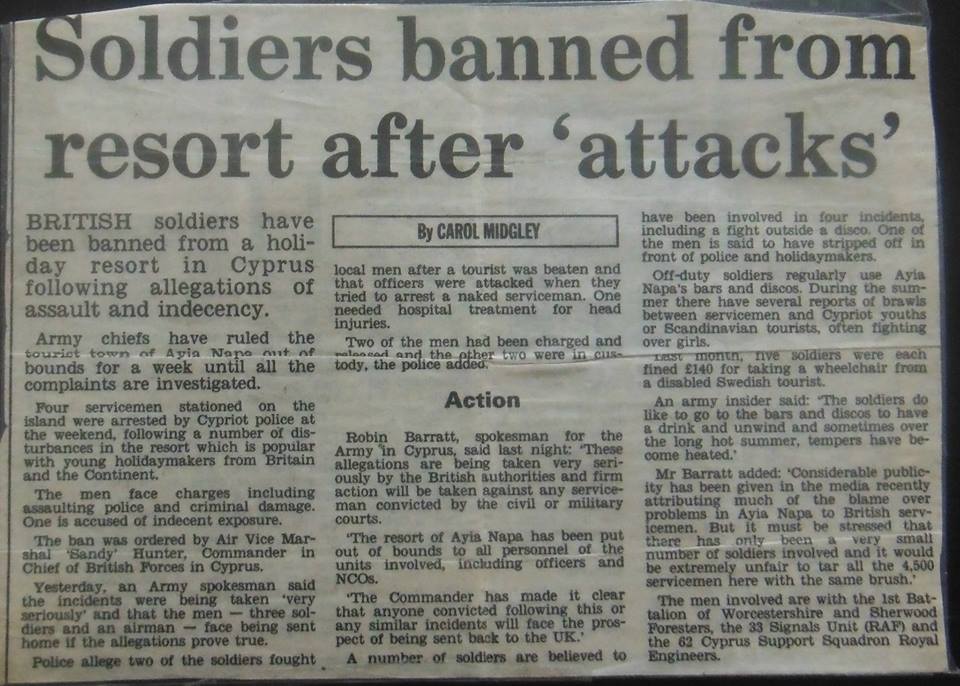 Soldiers banned from
resort after ‘attacks’
BRITISH soldiers have
been banned from a holi-
day resort in Cyprus
following allegations of
assault and indecency.
Army chiefs have ruled the
tourist town of Ayia Napa out of
bounds for a week until all the
complaints are investigated.
Four servicemen stationed on the
island were arrested by Cypriot police at
the weekend, following a number of dis-
turbances in the resort which is popular
with young holidaymakers from Britain
and the Continent.
The men face charges including
assaulting police and criminal damage.
One is accused of indecent exposure.
The ban was ordered by Air Vice Mar-
shal ‘Sandy’ Hunter, Commander in
Chief of British Forces in Cyprus.
Yesterday, an Army spokesman said
the incidents were being taken ‘very
seriously’ and that the men — three sol-
diers and an airman — face being sent
home if the allegations prove true.
Police allege two of the soldiers fought
By CAROL MIDGLEY
local men after a tourist was beaten and
that officers were attacked when they
tried to arrest a naked serviceman. One
needed hospital treatment for head
injuries.
Two of the men had been charged and
released and the other two were in cus-
tody, the police added.
Action
Robin Barratt, spokesman for the
Army in Cyprus, said last night: ‘These
allegations are being taken very seri-
ously by the British authorities and firm
action will be taken against any service-
man convicted by the civil or military
courts.
‘The resort of Ayia Napa has been put
out of bounds to all personnel of the
units involved, including officers and
NCOs.
‘The Commander has made it clear
that anyone convicted following this or
any similar incidents will face the pros-
pect of being sent back to the UK.’
A number of soldiers are believed to
have been involved in four incidents,
including a fight outside a disco. One of
the men is said to have stripped off in
front of police and holidaymakers.
Off-duty soldiers regularly use Ayia
Napa’s bars and discos. During the sum-
mer there have several reports of brawls
between servicemen and Cypriot youths
or Scandinavian tourists, often fighting
over girls.
Last month, five soldiers were each
fined £140 for taking a wheelchair from
a disabled Swedish tourist.
An army insider said: ‘The soldiers do
like to go to the bars and discos to have
a drink and unwind and sometimes over
the long hot summer, tempers have be-
come heated.’
Mr Barratt added: ‘Considerable public-
ity has been given in the media recently
attributing much of the blame over
problems in Ayia Napa to British serv-
icemen. But it must be stressed that
there has only been a very small
number of soldiers involved and it would
be extremely unfair to tar all the 4,500
servicemen here with the same brush.’
The men involved are with the 1st Bat-
talion of Worcestershire and Sherwood
Foresters, the 33 Signals Unit (RAF) and
the 62 Cyprus Support Squadron Royal
Engineers.